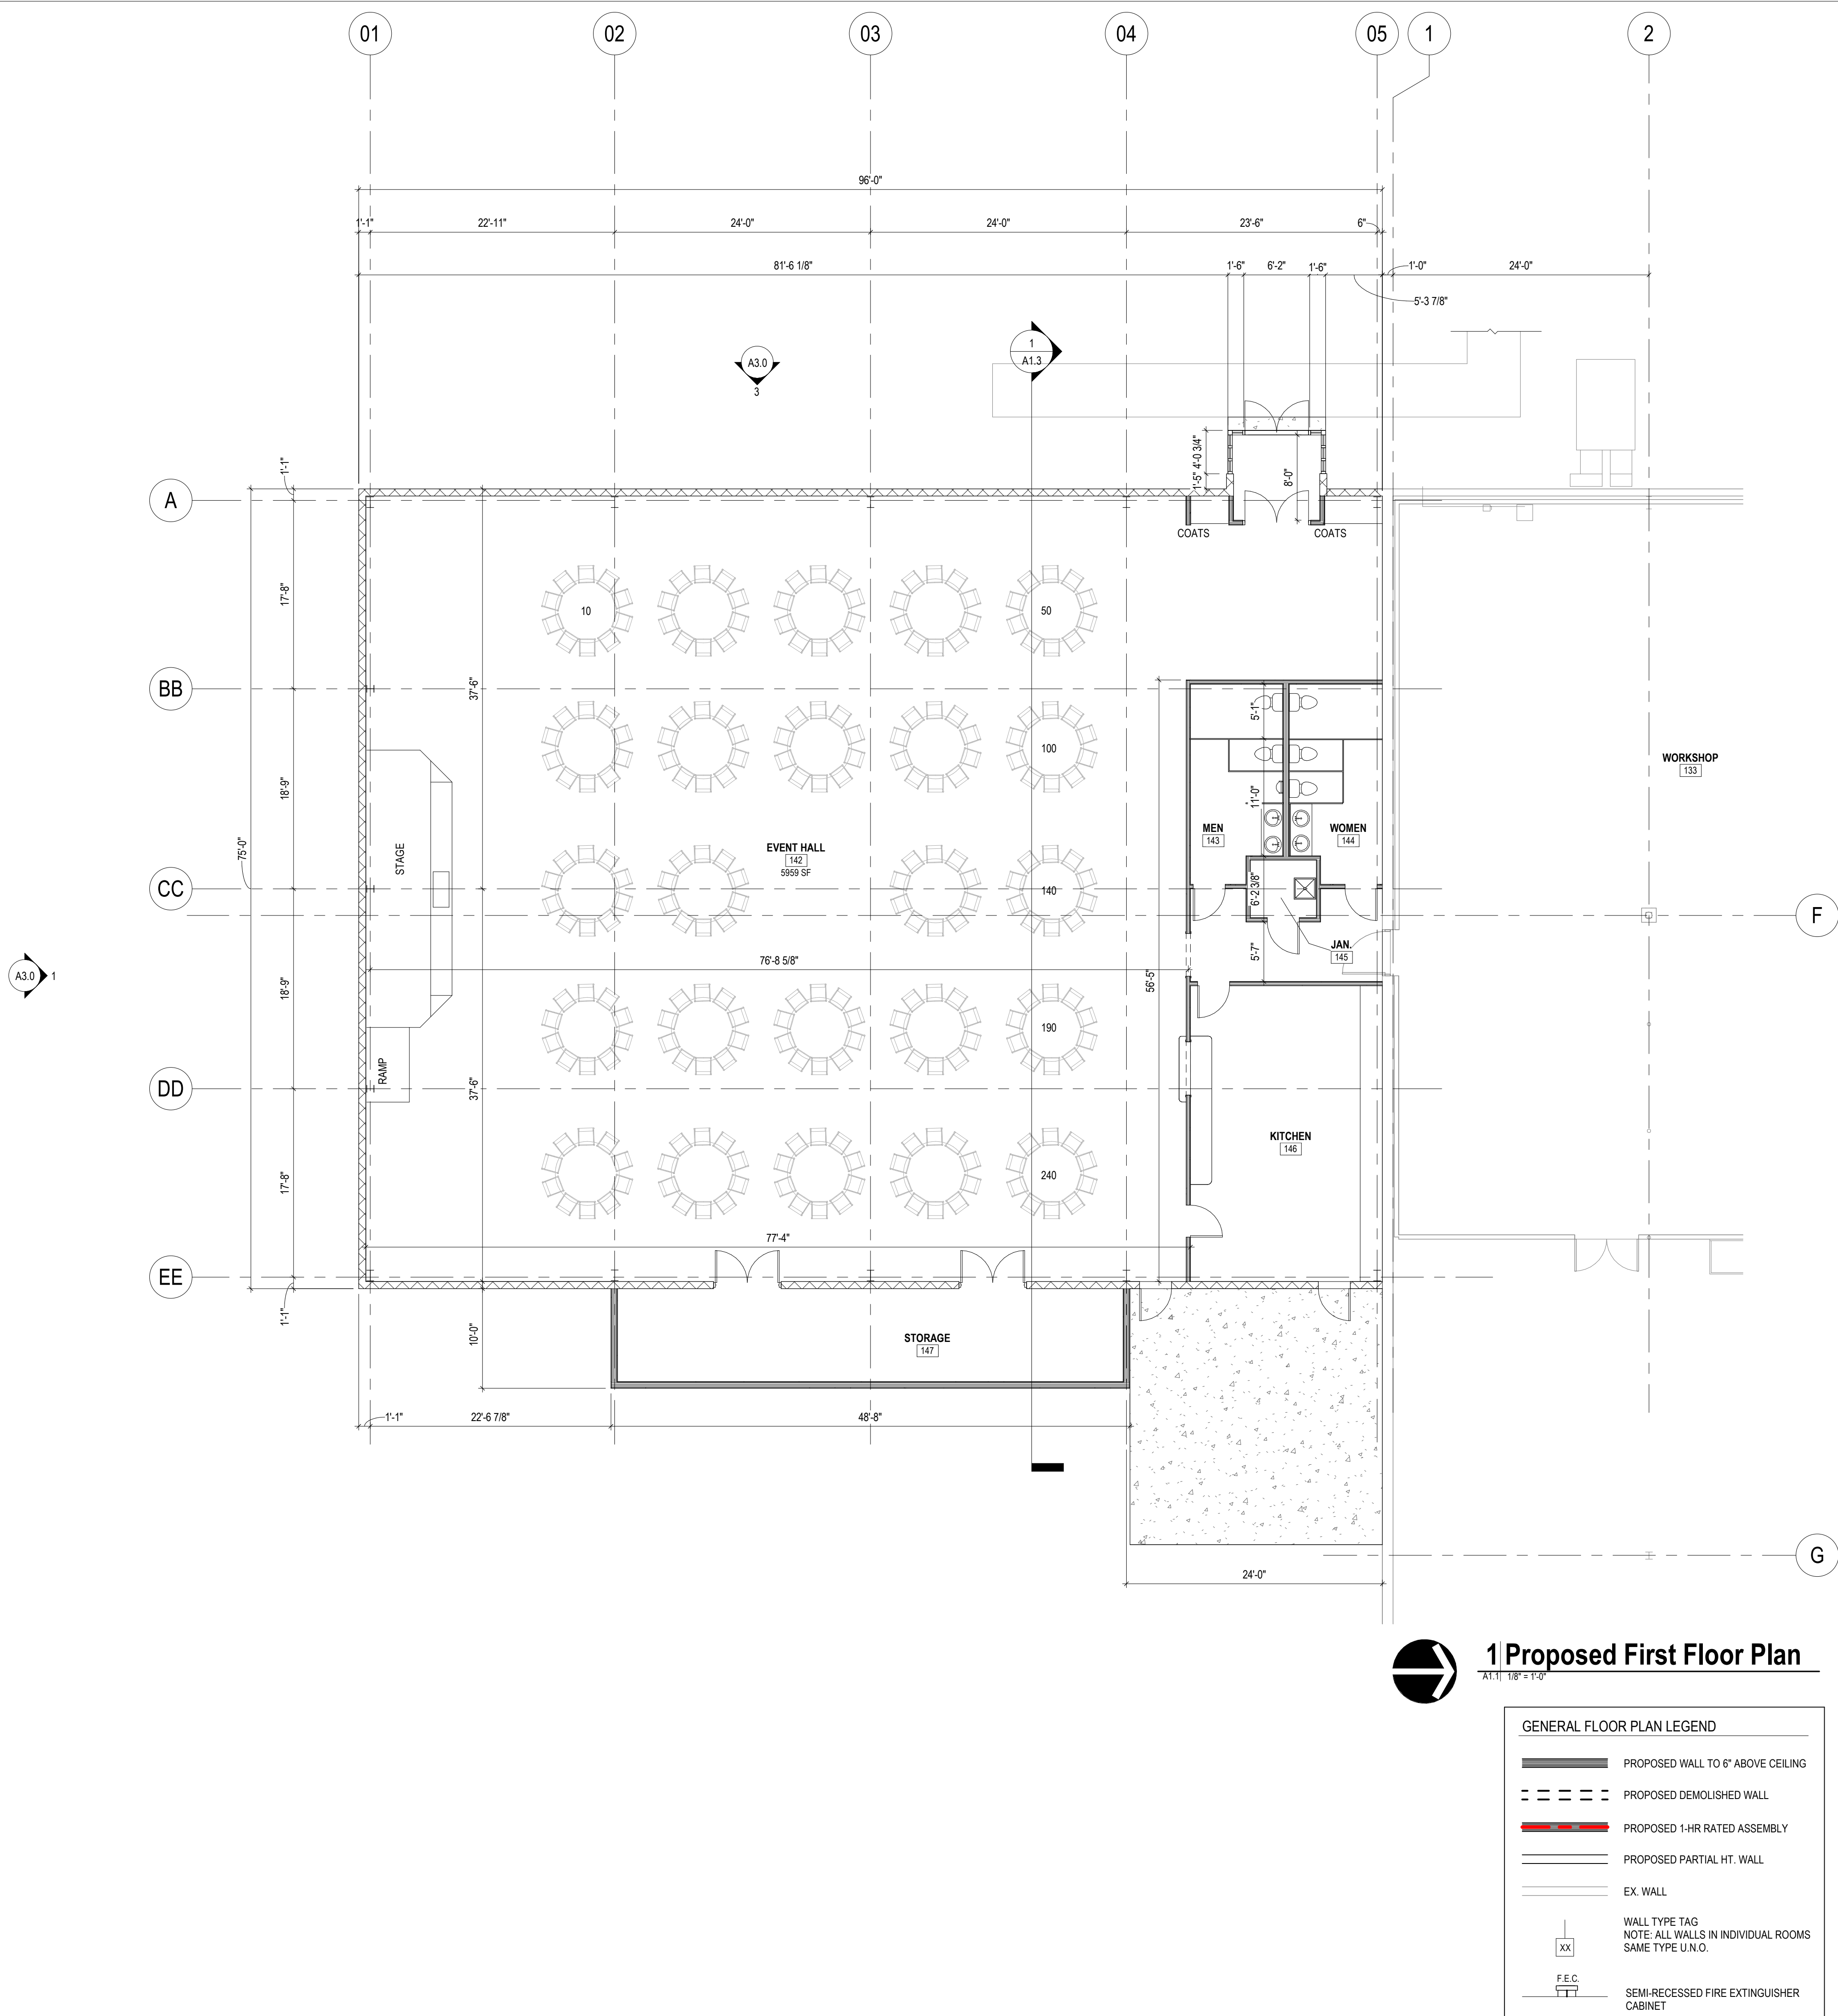 01 02 03 04 05 1 2
96'-0"
1'-1" 22'-11" 24'-0" 24'-0" 23'-6" 6"
81'-6 1/8" 1'-6" 6'-2" 1'-6" 1'-0" 24'-0"
5'-3 7/8"
1
A1.3
A3.0
3
1'-5" 4'-0 3/4"
8'-0"
1'-1"
A
COATS COATS
17'-8"
10 50
BB
37'-6"
5'-1"
100
WORKSHOP
133
18'-9"
11'-0"
MEN
143
WOMEN
144
75'-0"
STAGE
EVENT HALL
142
5959 SF
CC
140
6'-2 3/8"
F
JAN.
145
5'-7"
76'-8 5/8"
A3.0 1
56'-5"
18'-9"
190
RAMP
DD
37'-6"
KITCHEN
146
17'-8"
240
77'-4"
EE
1'-1"
10'-0"
STORAGE
147
1'-1" 22'-6 7/8" 48'-8"
G
24'-0"
1 Proposed First Floor Plan
A1.1 1/8" = 1'-0"
GENERAL FLOOR PLAN LEGEND
PROPOSED WALL TO 6" ABOVE CEILING
PROPOSED DEMOLISHED WALL
PROPOSED 1-HR RATED ASSEMBLY
PROPOSED PARTIAL HT. WALL
EX. WALL
WALL TYPE TAG
NOTE: ALL WALLS IN INDIVIDUAL ROOMS
SAME TYPE U.N.O.
XX
F.E.C.
SEMI-RECESSED FIRE EXTINGUISHER
CABINET